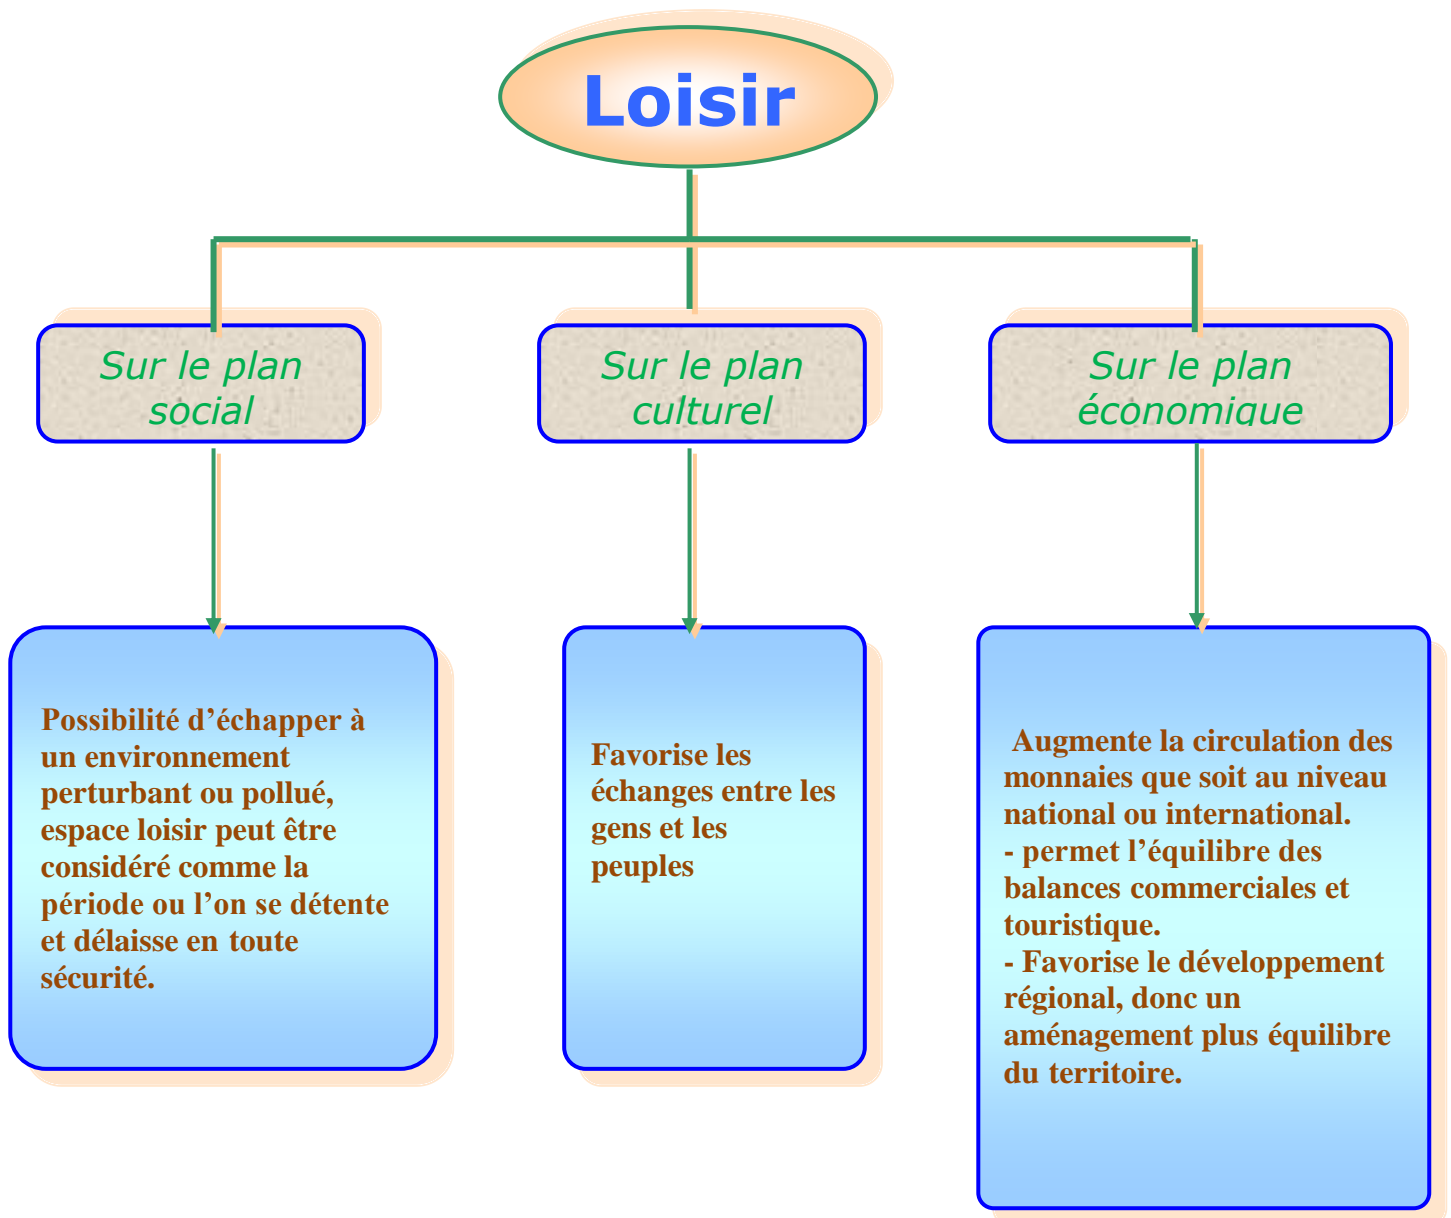 Loisir
Sur le plan
social
Sur le plan
culturel
Sur le plan
économique
Possibilité d’échapper à
un environnement
perturbant ou pollué,
espace loisir peut être
considéré comme la
période ou l’on se détente
et délaisse en toute
sécurité.
Favorise les
échanges entre les
gens et les
peuples
Augmente la circulation des
monnaies que soit au niveau
national ou international.
- permet l’équilibre des
balances commerciales et
touristique.
- Favorise le développement
régional, donc un
aménagement plus équilibre
du territoire.